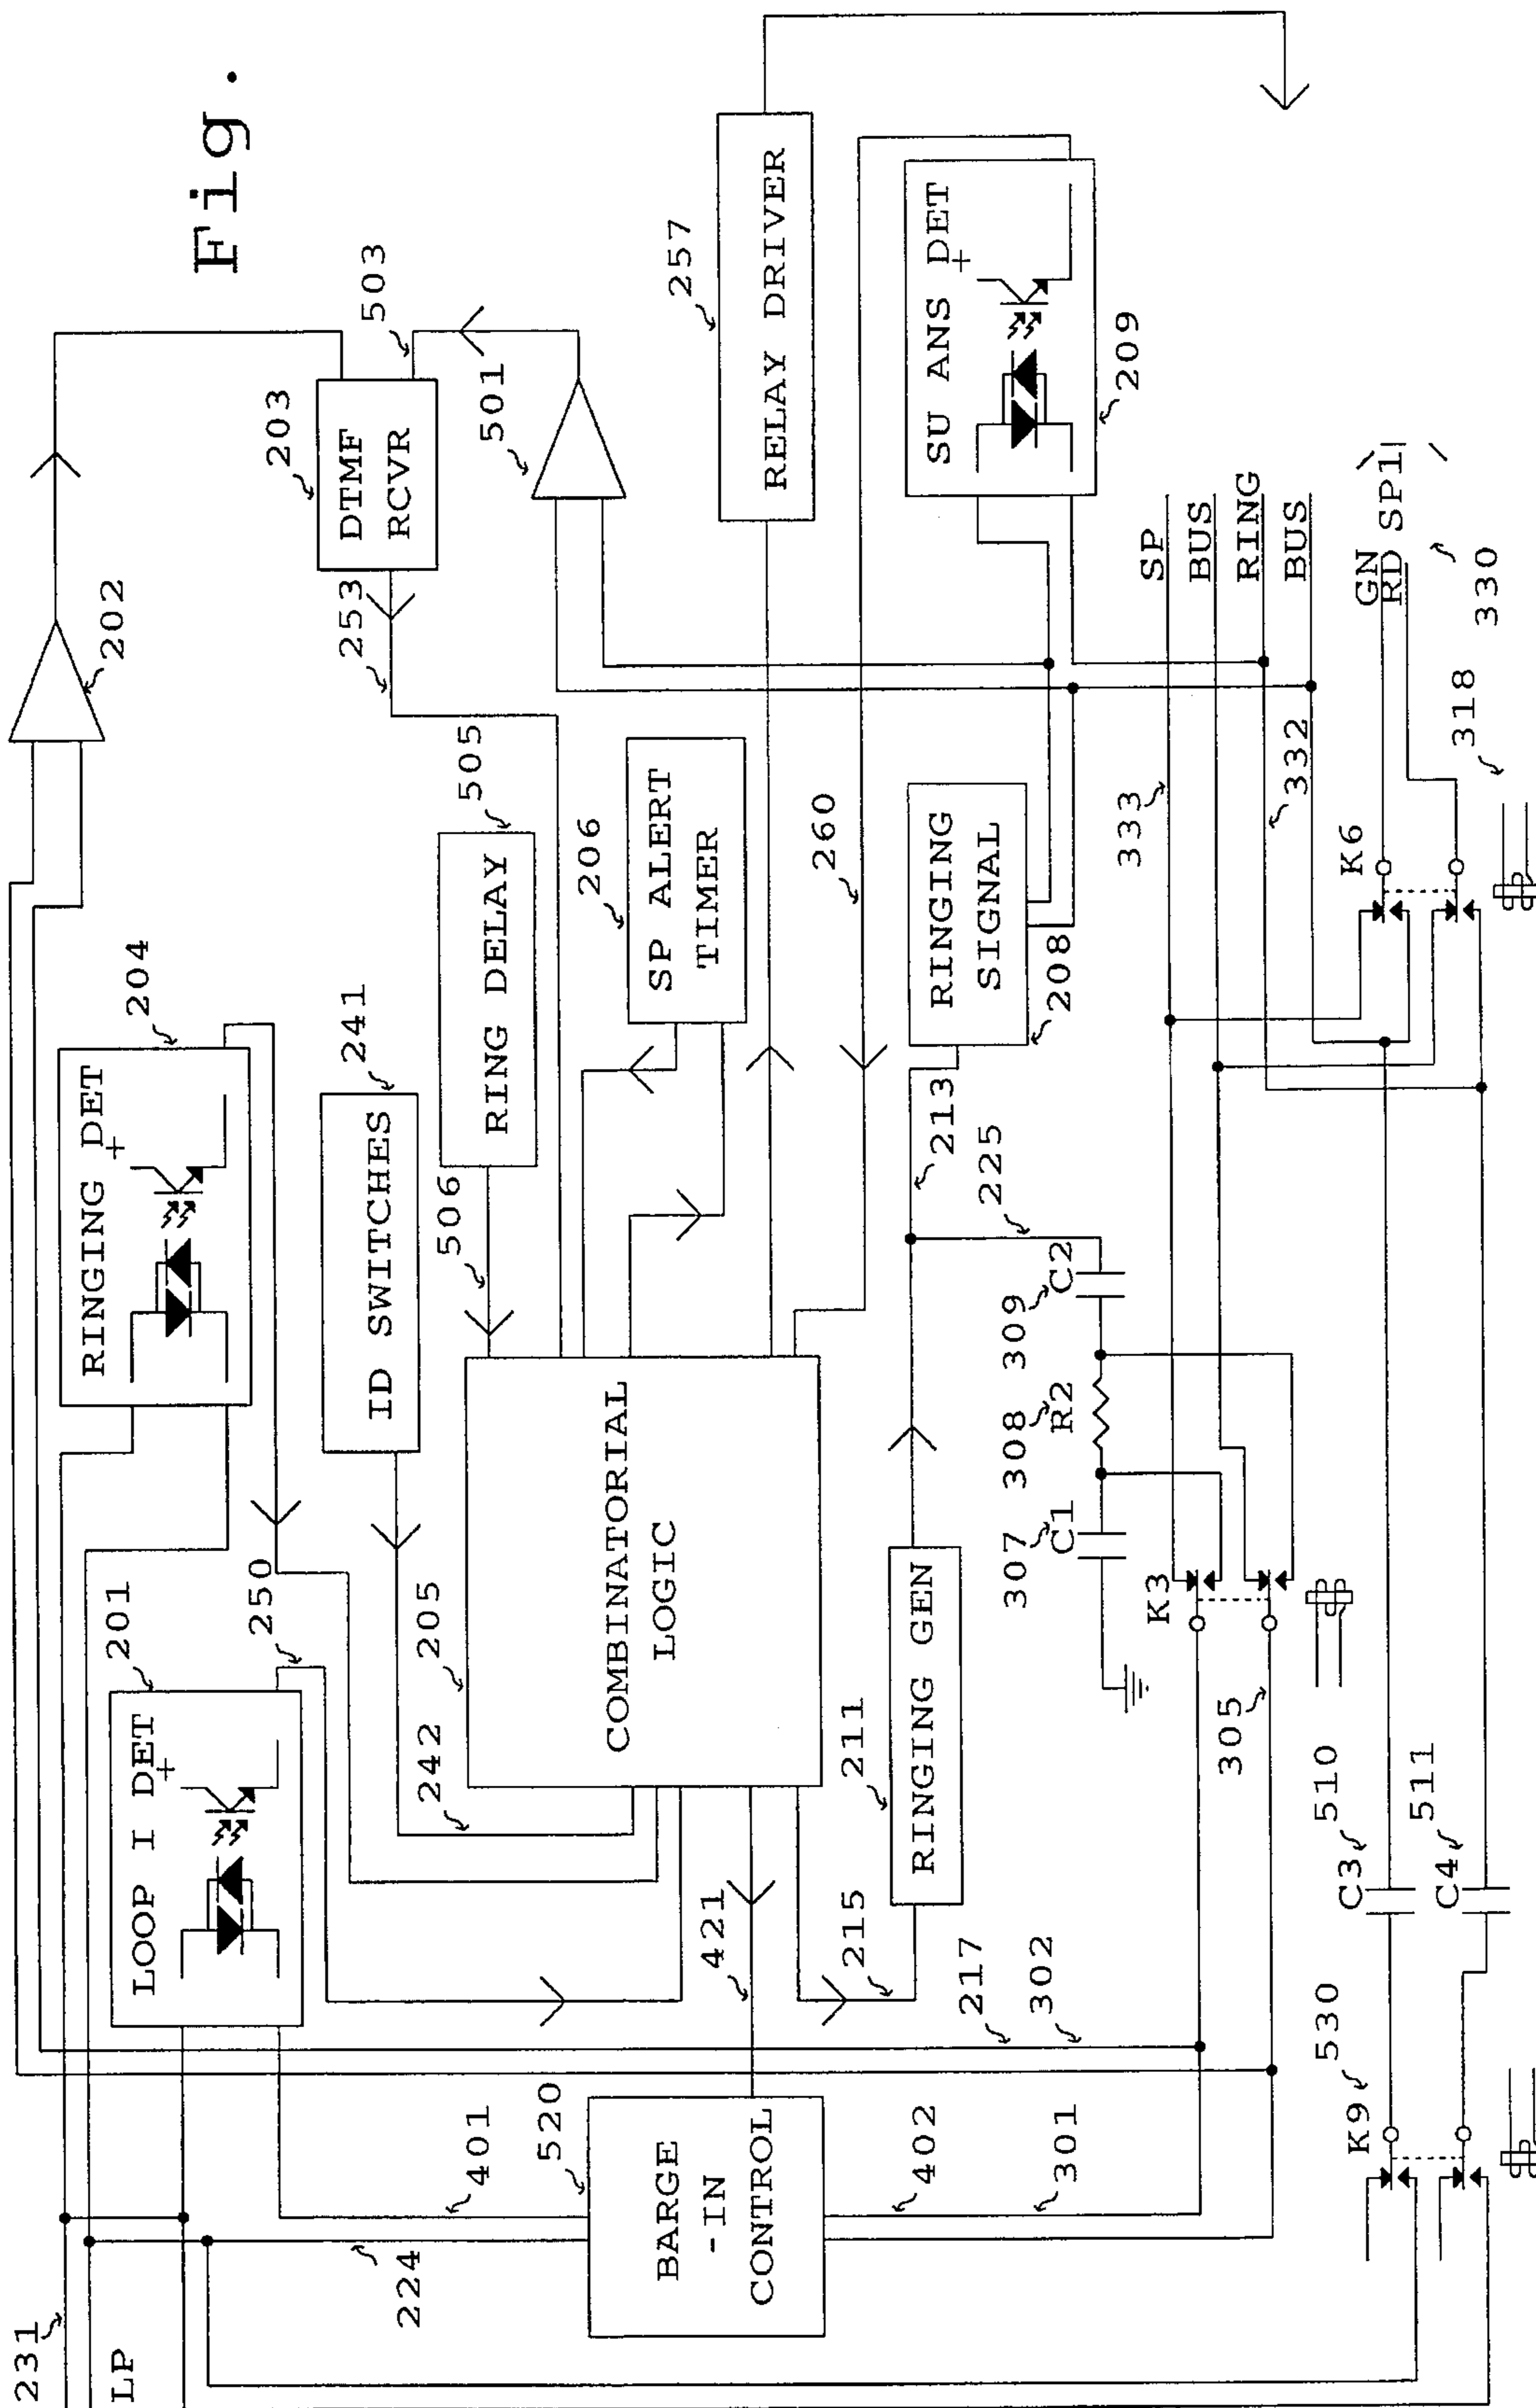 Fig.
231
LP
202
204
RINGING DET
+
201
LOOP I DET
+
250
203
DTMF
RCVR
503
253
501
241
ID SWITCHES
242
505
RING DELAY
506
206
SP ALERT
TIMER
257
RELAY DRIVER
205
COMBINATORIAL
LOGIC
260
SU ANS DET
+
209
RINGING
SIGNAL
208
213
225
401
224
520
BARGE
-IN
CONTROL
421
215
217
302
402
301
211
RINGING GEN
307
C1
308
R2
309
C2
K3
305
333
332
SP
BUS
RING
BUS
K9
530
C3
510
C4
511
K6
318
GN
RD
SP1
330